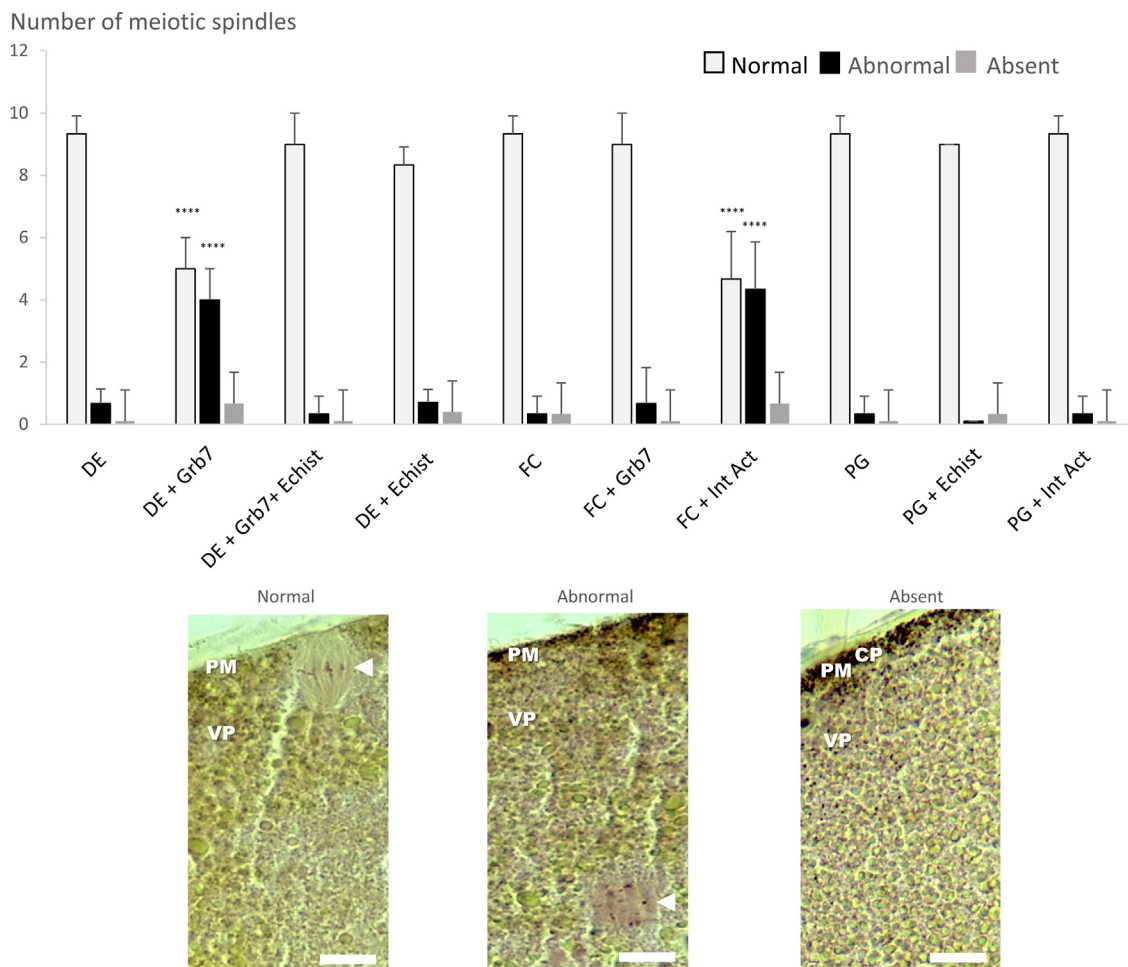 Number of meiotic spindles
12
10
8
6
4
2
0
Normal Abnormal Absent
**** ****
**** ****
DE
DE + Grb7
DE + Grb7+ Echist
DE + Echist
FC
FC + Grb7
FC + Int Act
PG
PG + Echist
PG + Int Act
Normal Abnormal Absent
PM
VP
PM
VP
CP
PM
VP